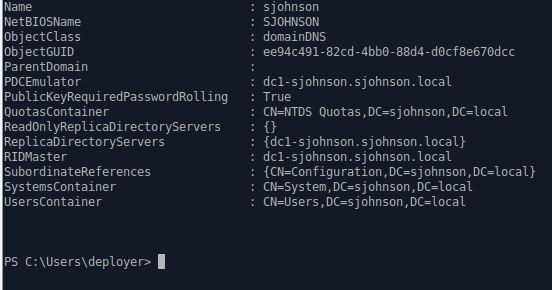 Name                               : sjohnson
NetBIOSName                        : SJOHNSON
ObjectClass                        : domainDNS
ObjectGUID                         : ee94c491-82cd-4bb0-88d4-d0cf8e670dcc
ParentDomain                       :
PDCEmulator                        : dc1-sjohnson.sjohnson.local
PublicKeyRequiredPasswordRolling   : True
QuotasContainer                    : CN=NTDS Quotas,DC=sjohnson,DC=local
ReadOnlyReplicaDirectoryServers    : {}
ReplicaDirectoryServers            : {dc1-sjohnson.sjohnson.local}
RIDMaster                          : dc1-sjohnson.sjohnson.local
SubordinateReferences              : {CN=Configuration,DC=sjohnson,DC=local}
SystemsContainer                   : CN=System,DC=sjohnson,DC=local
UsersContainer                     : CN=Users,DC=sjohnson,DC=local
PS C:\Users\deployer>